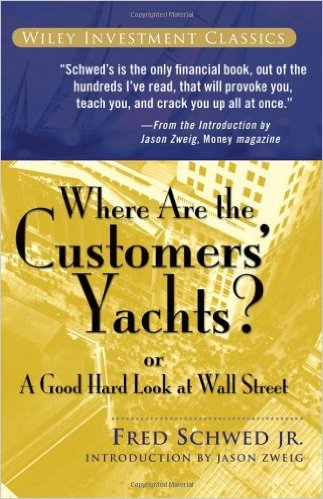 WILEY INVESTMENT CLASSICS
“Schwed’s is the only financial book, out of the
hundreds I’ve read, that will provoke you,
teach you, and crack you up all at once.”
—From the Introduction by
Jason Zweig, Money magazine
Where Are the
Customers’
Yachts?
or
A Good Hard Look at Wall Street
FRED SCHWED JR.
INTRODUCTION BY JASON ZWEIG